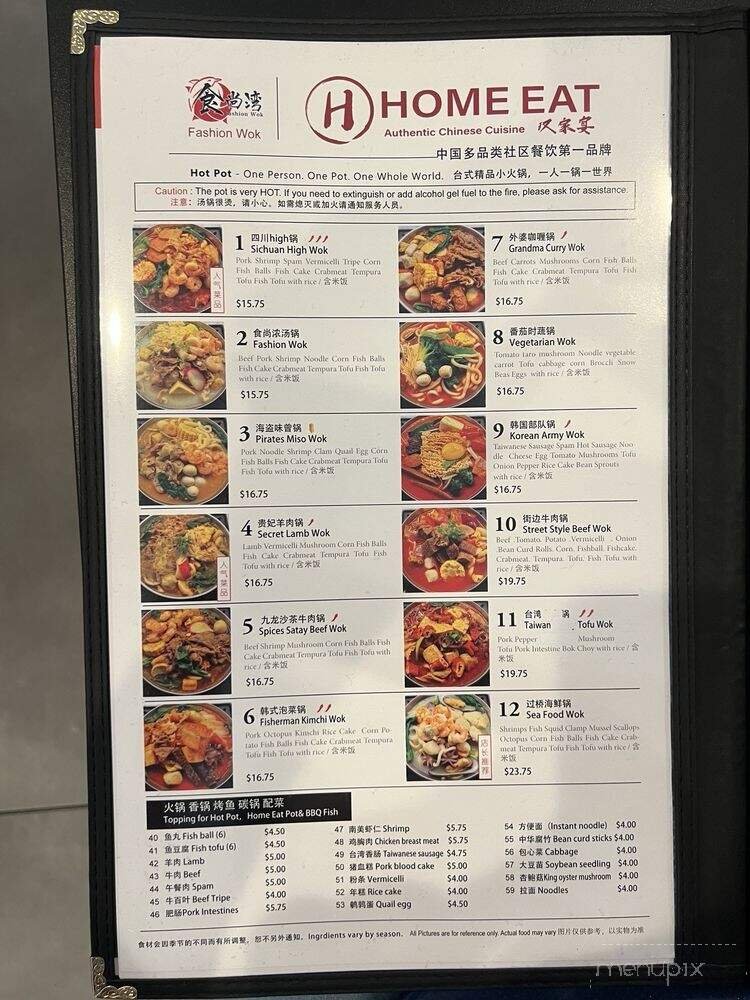 食尚湾
Fashion Wok
Fashion Wok
H HOME EAT
Authentic Chinese Cuisine 汉家宴
中国多品类社区餐饮第一品牌
Hot Pot - One Person. One Pot. One Whole World. 台式精品小火锅，一人一锅一世界
Caution : The pot is very HOT. If you need to extinguish or add alcohol gel fuel to the fire, please ask for assistance.
注意：汤锅很烫，请小心。如需熄灭或加火请通知服务人员。
1 四川high锅
Sichuan High Wok
Pork Shrimp Spam Vermicelli Tripe Corn
Fish Balls Fish Cake Crabmeat Tempura
Tofu Fish Tofu with rice / 含米饭
$15.75
人气菜品
2 食尚浓汤锅
Fashion Wok
Beef Pork Shrimp Noodle Corn Fish Balls
Fish Cake Crabmeat Tempura Tofu Fish Tofu
with rice / 含米饭
$15.75
3 海盗味曾锅
Pirates Miso Wok
Pork Noodle Shrimp Clam Quail Egg Corn
Fish Balls Fish Cake Crabmeat Tempura Tofu
Fish Tofu with rice / 含米饭
$16.75
4 贵妃羊肉锅
Secret Lamb Wok
Lamb Vermicelli Mushroom Corn Fish Balls
Fish Cake Crabmeat Tempura Tofu Fish
Tofu with rice / 含米饭
$16.75
人气菜品
5 九龙沙茶牛肉锅
Spices Satay Beef Wok
Beef Shrimp Mushroom Corn Fish Balls Fish
Cake Crabmeat Tempura Tofu Fish Tofu with
rice / 含米饭
$16.75
6 韩式泡菜锅
Fisherman Kimchi Wok
Pork Octopus Kimchi Rice Cake Corn Po-
tato Fish Balls Fish Cake Crabmeat Tempura
Tofu Fish Tofu with rice / 含米饭
$16.75
7 外婆咖喱锅
Grandma Curry Wok
Beef Carrots Mushrooms Corn Fish Balls
Fish Cake Crabmeat Tempura Tofu Fish
Tofu with rice / 含米饭
$16.75
8 番茄时蔬锅
Vegetarian Wok
Tomato taro mushroom Noodle vegetable
carrot Tofu cabbage corn Broccli Snow
Beas Eggs with rice / 含米饭
$16.75
9 韩国部队锅
Korean Army Wok
Taiwanese Sausage Spam Hot Sausage Noo-
dle Cheese Egg Tomato Mushrooms Tofu
Onion Pepper Rice Cake Bean Sprouts
with rice / 含米饭
$16.75
10 街边牛肉锅
Street Style Beef Wok
Beef .Tomato. Potato .Vermicelli . Onion
.Bean Curd Rolls. Corn. Fishball. Fishcake.
Crabmeat. Tempura. Tofu. Fish Tofu with
rice / 含米饭
$19.75
11 台湾 锅
Taiwan Tofu Wok
Pork Pepper Mushroom
Tofu Pork Intestine Bok Choy with rice / 含
米饭
$19.75
12 过桥海鲜锅
Sea Food Wok
Shrimps Fish Squid Clamp Mussel Scallops
Octopus Corn Fish Balls Fish Cake Crab-
meat Tempura Tofu Fish Tofu with rice / 含
米饭
$23.75
店长推荐
火锅 香锅 烤鱼 碳锅 配菜
Topping for Hot Pot，Home Eat Pot& BBQ Fish
40 鱼丸 Fish ball (6) $4.50
41 鱼豆腐 Fish tofu (6) $4.50
42 羊肉 Lamb $5.00
43 牛肉 Beef $5.00
44 午餐肉 Spam $5.00
45 牛百叶 Beef Tripe $4.00
46 肥肠Pork Intestines $5.75
47 南美虾仁 Shrimp $5.75
48 鸡胸肉 Chicken breast meat $5.75
49 台湾香肠 Taiwanese sausage $4.75
50 猪血糕 Pork blood cake $5.00
51 粉条 Vermicelli $4.00
52 年糕 Rice cake $4.00
53 鹌鹑蛋 Quail egg $4.50
54 方便面（Instant noodle) $4.00
55 中华腐竹 Bean curd sticks $4.00
56 包心菜 Cabbage $4.00
57 大豆苗 Soybean seedling $4.00
58 杏鲍菇King oyster mushroom $4.00
59 拉面 Noodles $4.00
食材会因季节的不同而有所调整，恕不另外通知，Ingrdients vary by season. All Pictures are for reference only. Actual food may vary 图片仅供参考，以实物为准
menupix